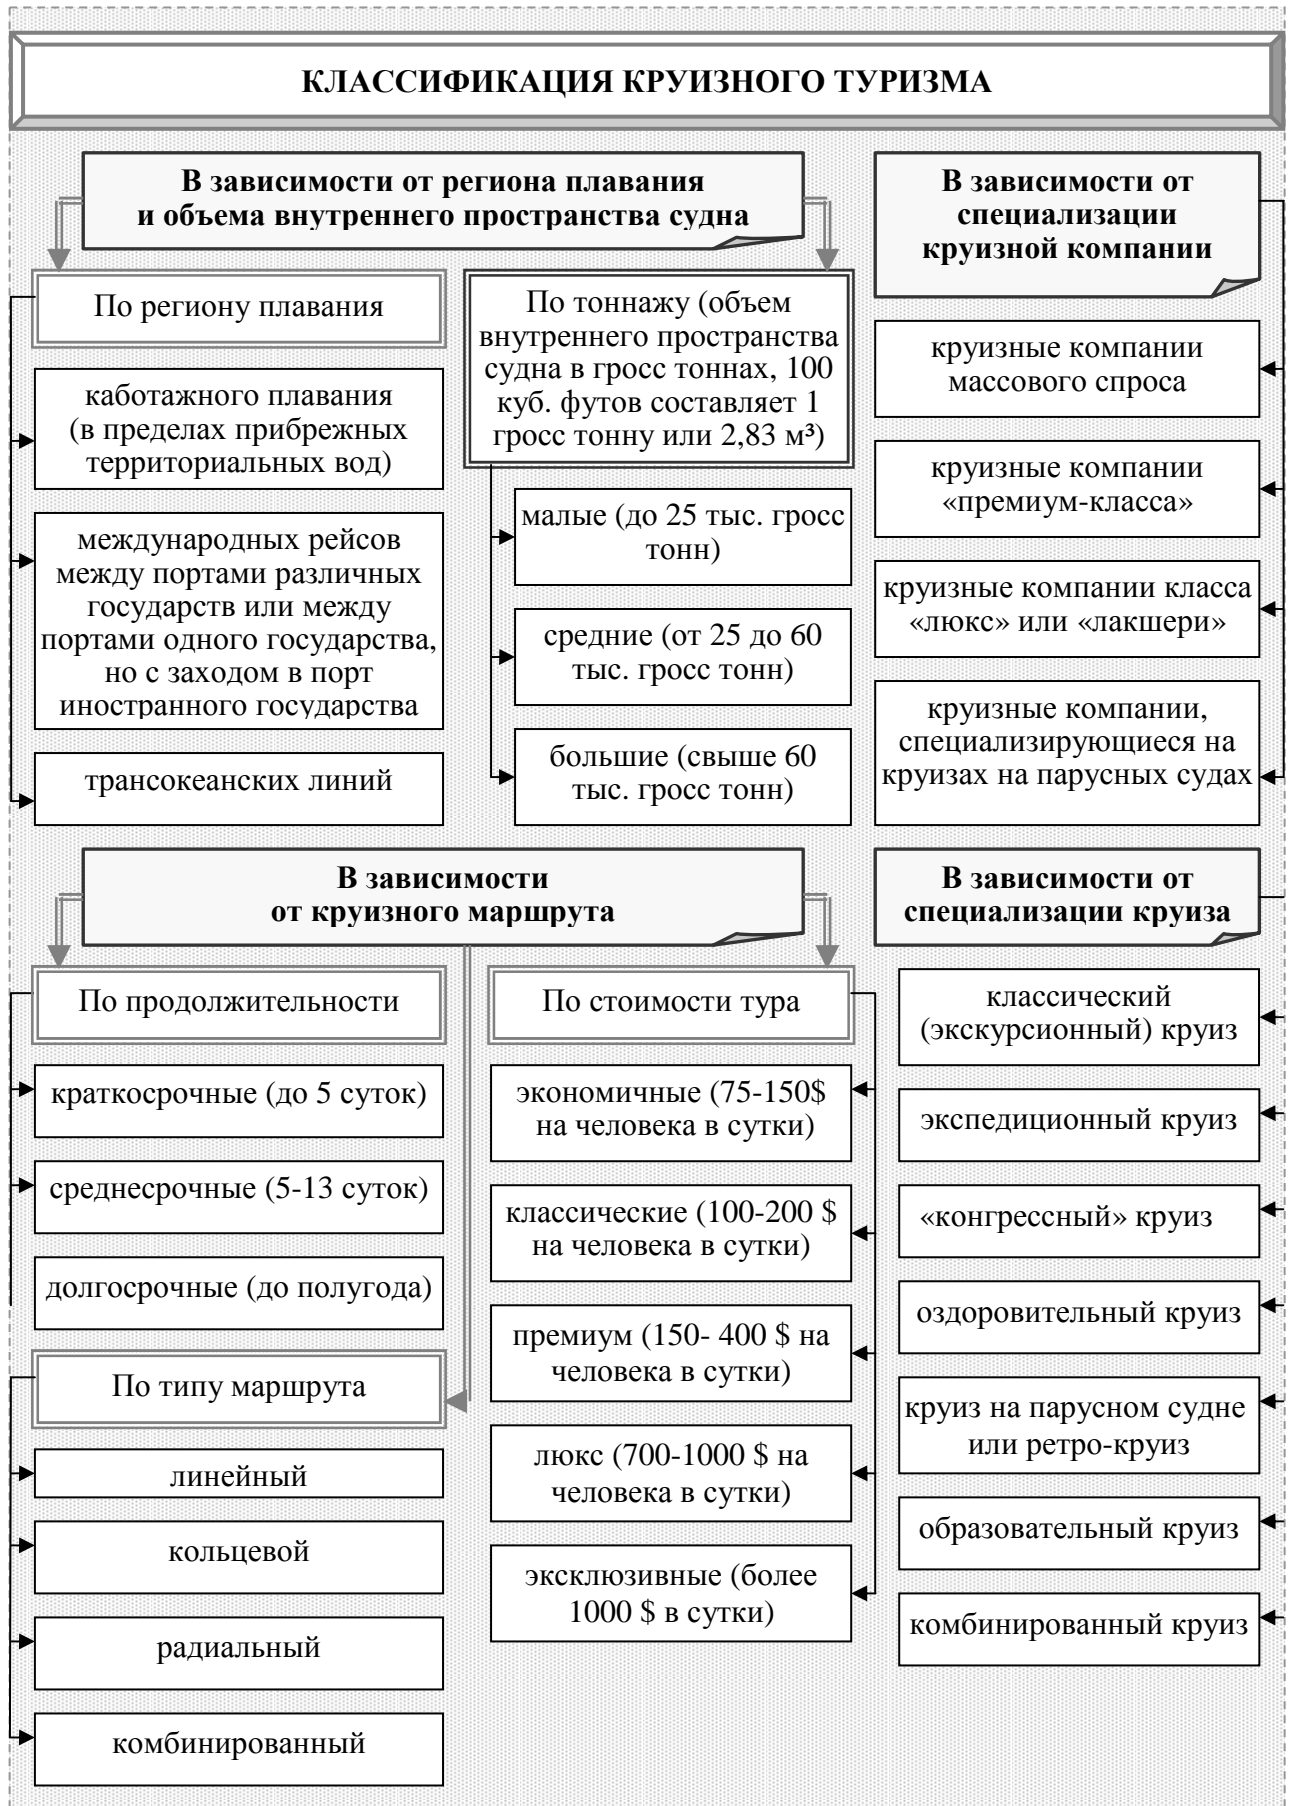 КЛАССИФИКАЦИЯ КРУИЗНОГО ТУРИЗМА
В зависимости от региона плавания
и объема внутреннего пространства судна
По региону плавания
каботажного плавания
(в пределах прибрежных
территориальных вод)
международных рейсов
между портами различных
государств или между
портами одного государства,
но с заходом в порт
иностранного государства
трансокеанских линий
По тоннажу (объем
внутреннего пространства
судна в гросс тоннах, 100
куб. футов составляет 1
гросс тонну или 2,83 м³)
малые (до 25 тыс. гросс
тонн)
средние (от 25 до 60
тыс. гросс тонн)
большие (свыше 60
тыс. гросс тонн)
В зависимости от
специализации
круизной компании
круизные компании
массового спроса
круизные компании
«премиум-класса»
круизные компании класса
«люкс» или «лакшери»
круизные компании,
специализирующиеся на
круизах на парусных судах
В зависимости
от круизного маршрута
По продолжительности
краткосрочные (до 5 суток)
среднесрочные (5-13 суток)
долгосрочные (до полугода)
По типу маршрута
линейный
кольцевой
радиальный
комбинированный
По стоимости тура
экономичные (75-150$
на человека в сутки)
классические (100-200 $
на человека в сутки)
премиум (150- 400 $ на
человека в сутки)
люкс (700-1000 $ на
человека в сутки)
эксклюзивные (более
1000 $ в сутки)
В зависимости от
специализации круиза
классический
(экскурсионный) круиз
экспедиционный круиз
«конгрессный» круиз
оздоровительный круиз
круиз на парусном судне
или ретро-круиз
образовательный круиз
комбинированный круиз